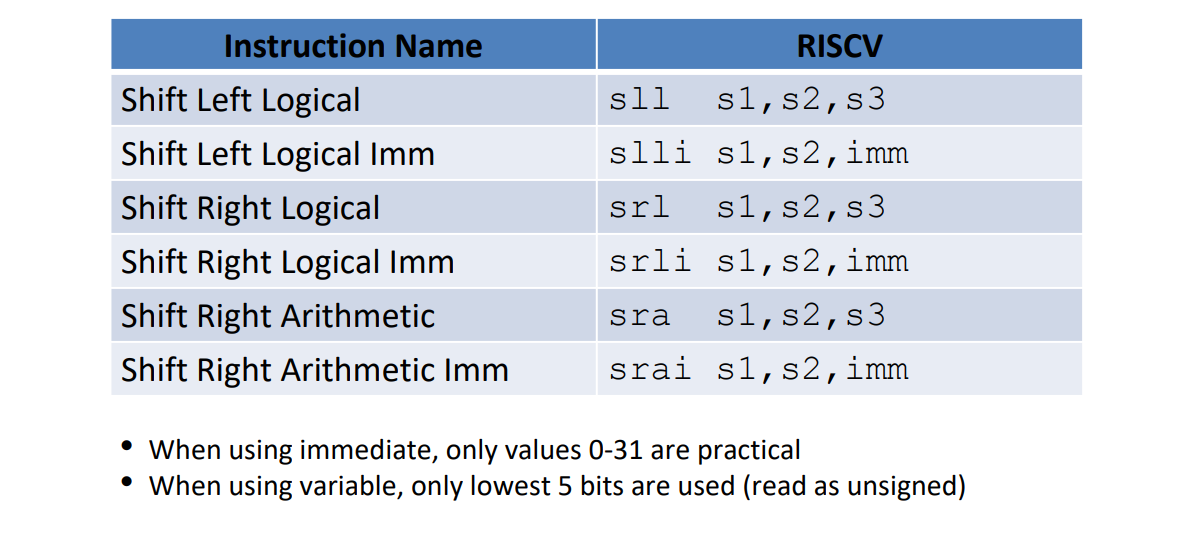 Instruction Name RISCV
Shift Left Logical sll s1,s2,s3
Shift Left Logical Imm slli s1,s2,imm
Shift Right Logical srl s1,s2,s3
Shift Right Logical Imm srli s1,s2,imm
Shift Right Arithmetic sra s1,s2,s3
Shift Right Arithmetic Imm srai s1,s2,imm
• When using immediate, only values 0-31 are practical
• When using variable, only lowest 5 bits are used (read as unsigned)